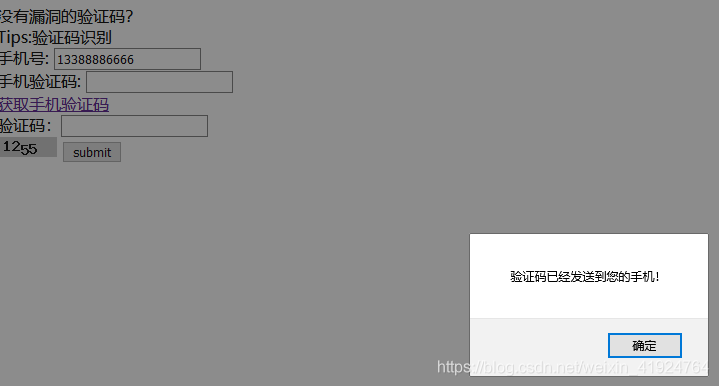 没有漏洞的验证码？
Tips:验证码识别
手机号: 13388886666
手机验证码:
获取手机验证码
验证码：
1255 submit
验证码已经发送到您的手机！
确定
https://blog.csdn.net/weixin_41924764